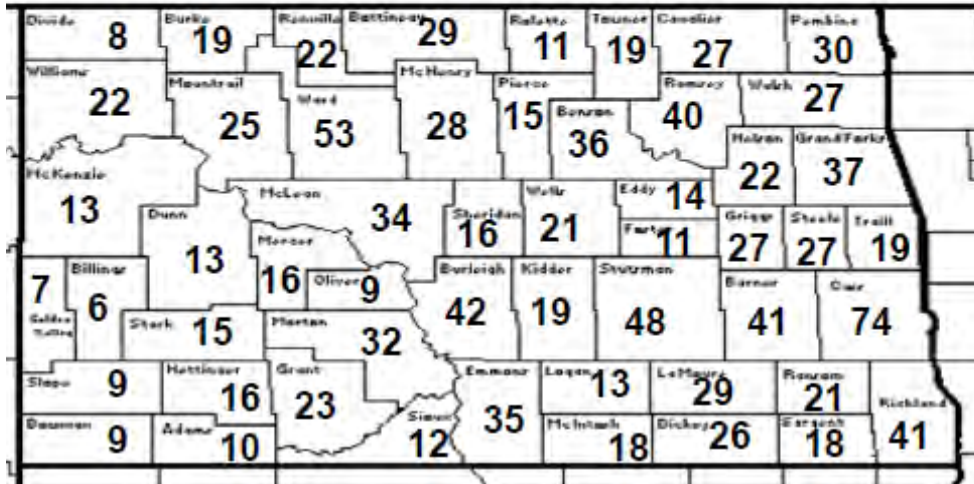 Divide 8
Burke 19
Renville 22
Bottineau 29
Rolette 11
Towner 19
Cavalier 27
Pembina 30
Williams 22
Mountrail 25
Ward 53
McHenry 28
Pierce 15
Benson 36
Ramsey 40
Walsh 27
Nelson 22
Grand Forks 37
McKenzie 13
Dunn 13
McLean 34
Sheridan 16
Wells 21
Eddy 14
Foster 11
Griggs 27
Steele 27
Traill 19
Mercer 16
Oliver 9
7
Golden Valley
Billings 6
Stark 15
Morton 32
Burleigh 42
Kidder 19
Stutsman 48
Barnes 41
Cass 74
Slope 9
Hettinger 16
Grant 23
Emmons 35
Logan 13
LaMoure 29
Ransom 21
Richland 41
Bowman 9
Adams 10
Sioux 12
McIntosh 18
Dickey 26
Sargent 18